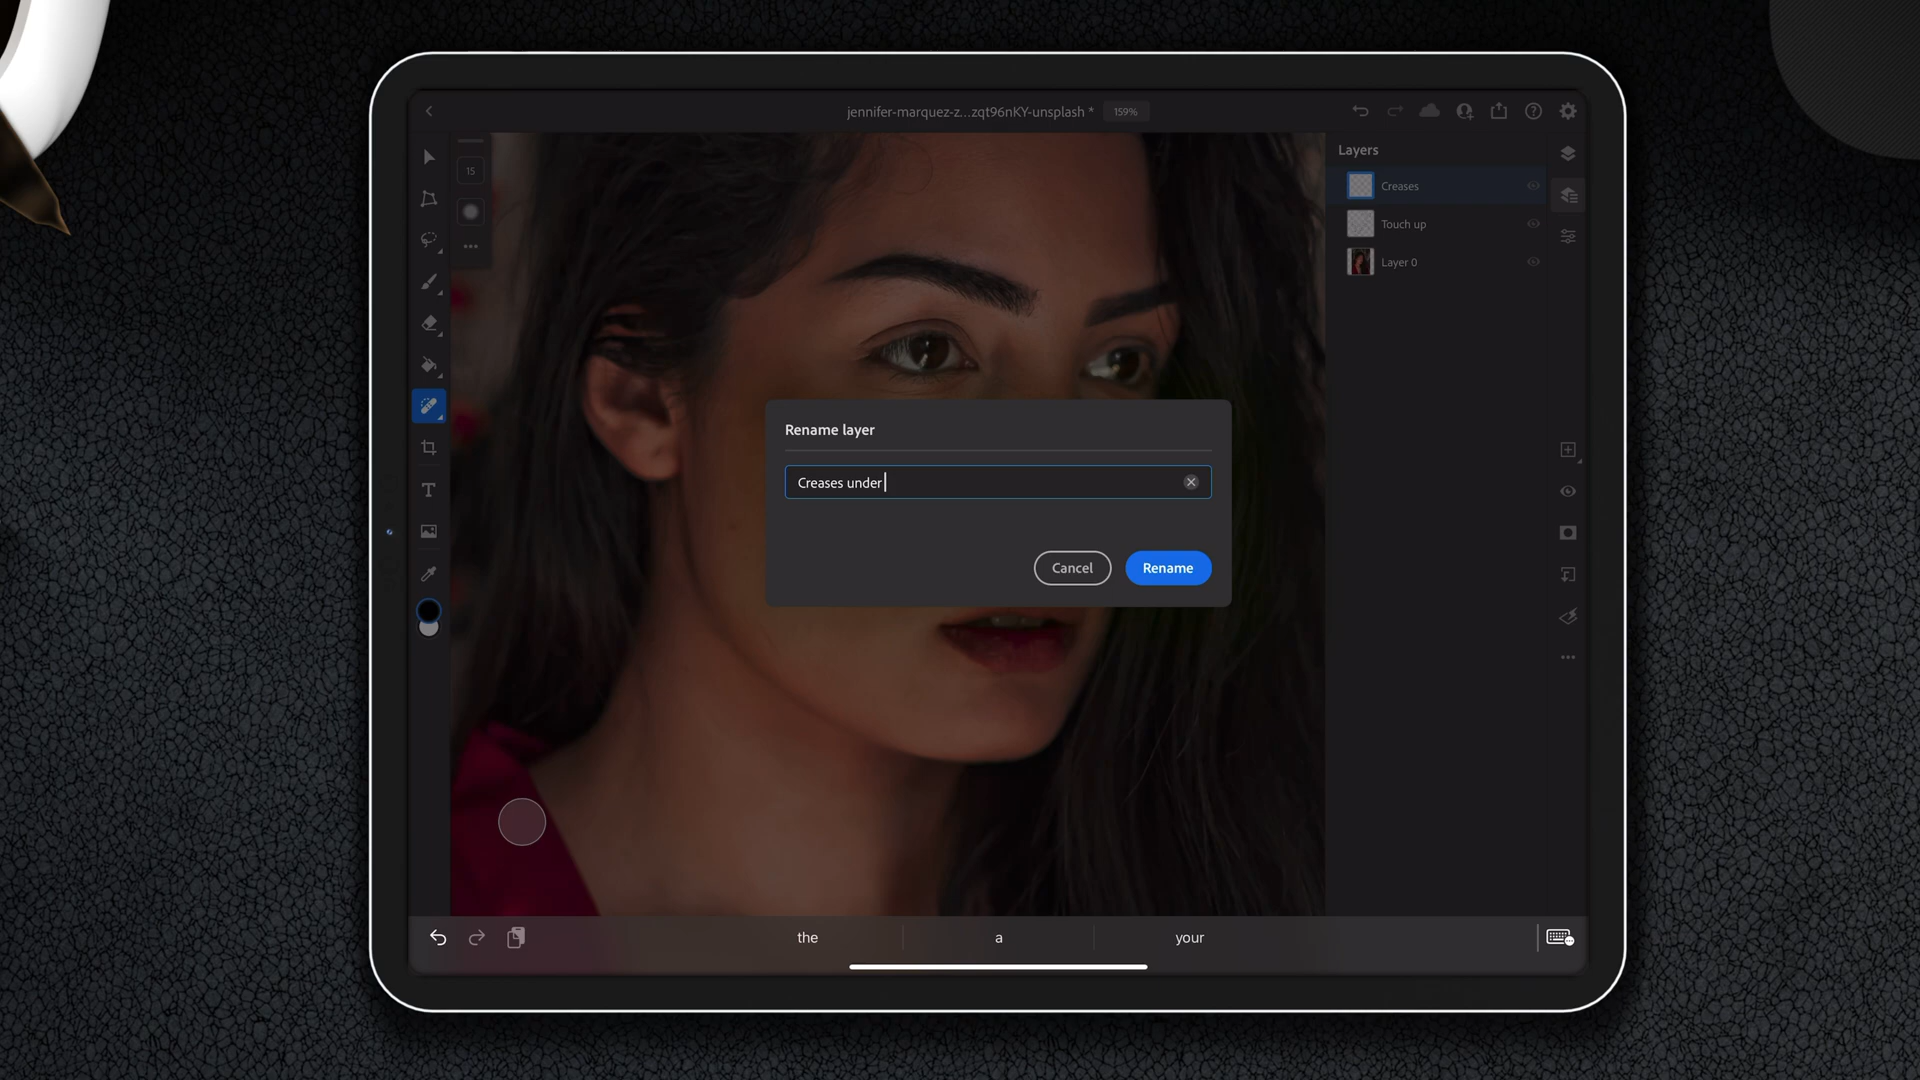 jennifer-marquez-z...zqt96nKY-unsplash *
159%
15
Layers
Creases
Touch up
Layer 0
Rename layer
Creases under
Cancel
Rename
T
the
a
your